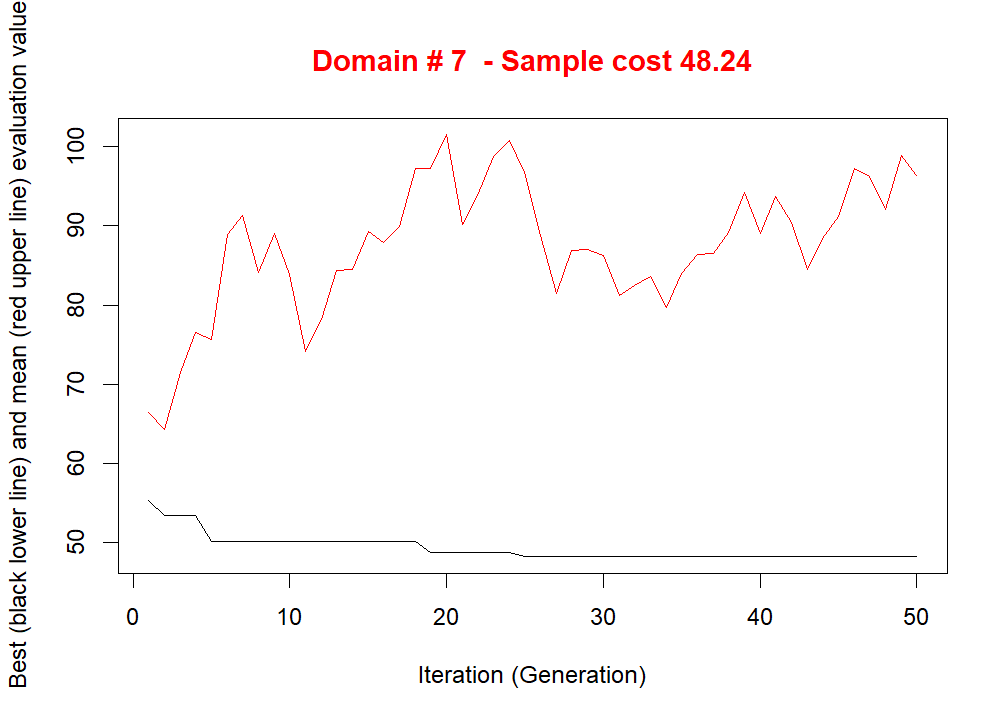 Domain # 7  - Sample cost 48.24
Best (black lower line) and mean (red upper line) evaluation value
100
90
80
70
60
50
0 10 20 30 40 50
Iteration (Generation)